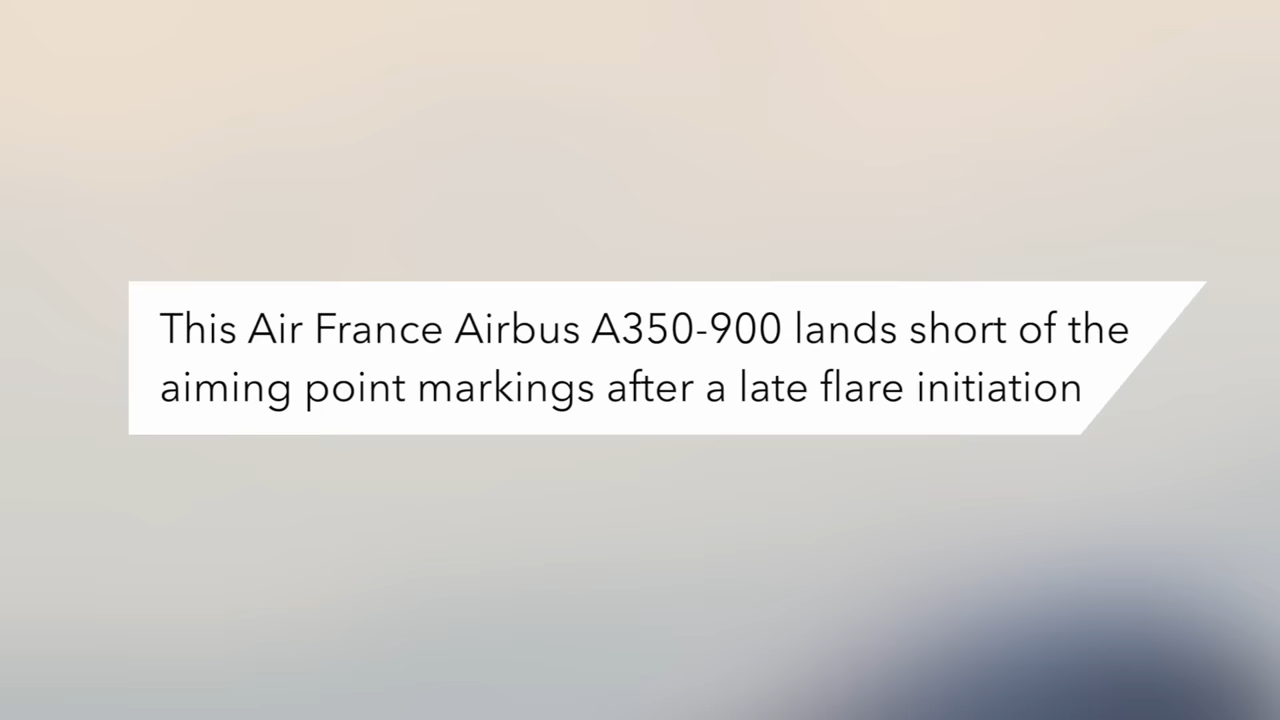 This Air France Airbus A350-900 lands short of the
aiming point markings after a late flare initiation